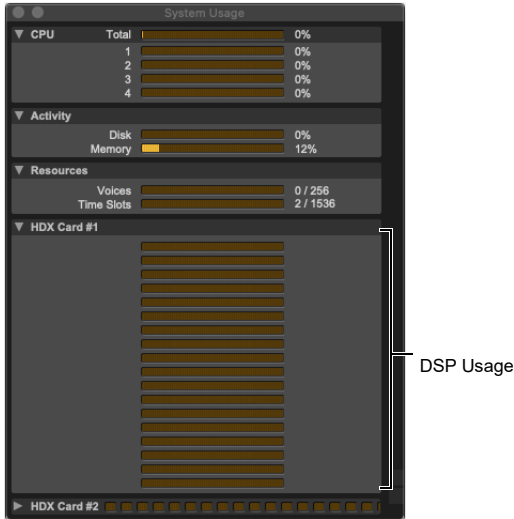 System Usage
CPU Total 0%
1 0%
2 0%
3 0%
4 0%
Activity
Disk 0%
Memory 12%
Resources
Voices 0 / 256
Time Slots 2 / 1536
HDX Card #1
DSP Usage
HDX Card #2